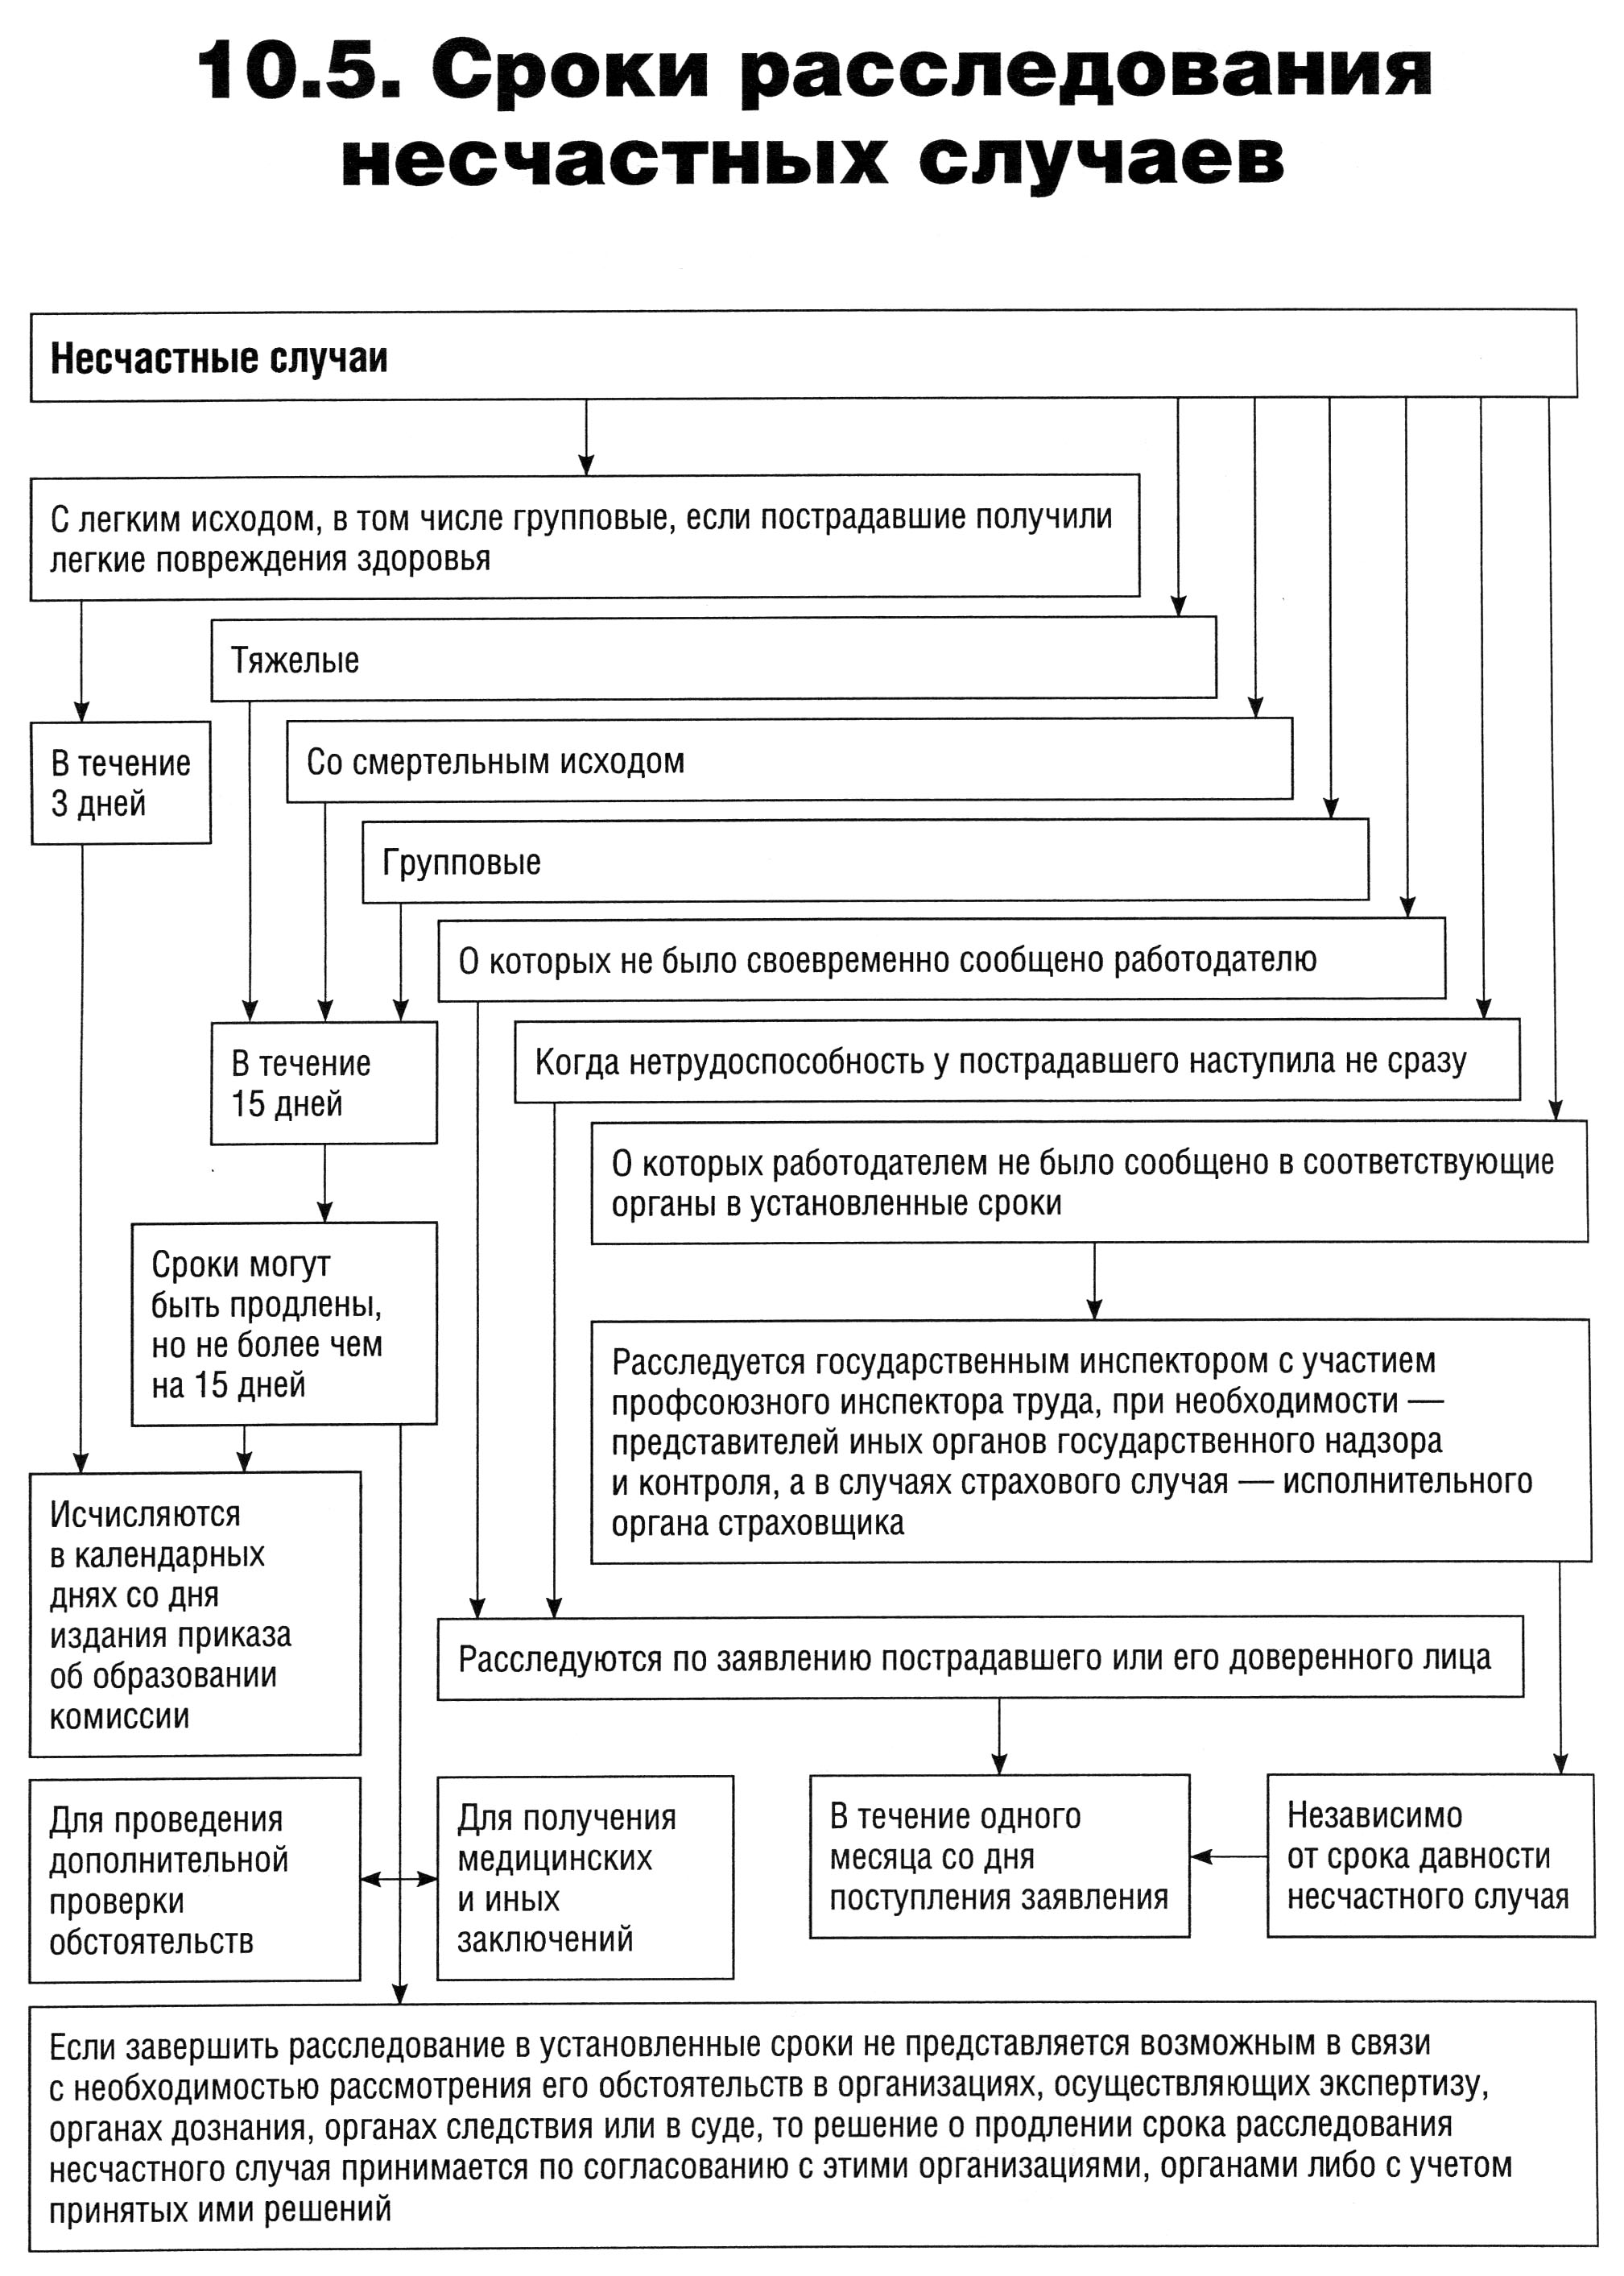 10.5. Сроки расследования
несчастных случаев
Несчастные случаи
С легким исходом, в том числе групповые, если пострадавшие получили
легкие повреждения здоровья
Тяжелые
В течение
3 дней
Со смертельным исходом
Групповые
О которых не было своевременно сообщено работодателю
В течение
15 дней
Когда нетрудоспособность у пострадавшего наступила не сразу
О которых работодателем не было сообщено в соответствующие
органы в установленные сроки
Сроки могут
быть продлены,
но не более чем
на 15 дней
Расследуется государственным инспектором с участием
профсоюзного инспектора труда, при необходимости —
представителей иных органов государственного надзора
и контроля, а в случаях страхового случая — исполнительного
органа страховщика
Исчисляются
в календарных
днях со дня
издания приказа
об образовании
комиссии
Расследуются по заявлению пострадавшего или его доверенного лица
Для проведения
дополнительной
проверки
обстоятельств
Для получения
медицинских
и иных
заключений
В течение одного
месяца со дня
поступления заявления
Независимо
от срока давности
несчастного случая
Если завершить расследование в установленные сроки не представляется возможным в связи
с необходимостью рассмотрения его обстоятельств в организациях, осуществляющих экспертизу,
органах дознания, органах следствия или в суде, то решение о продлении срока расследования
несчастного случая принимается по согласованию с этими организациями, органами либо с учетом
принятых ими решений